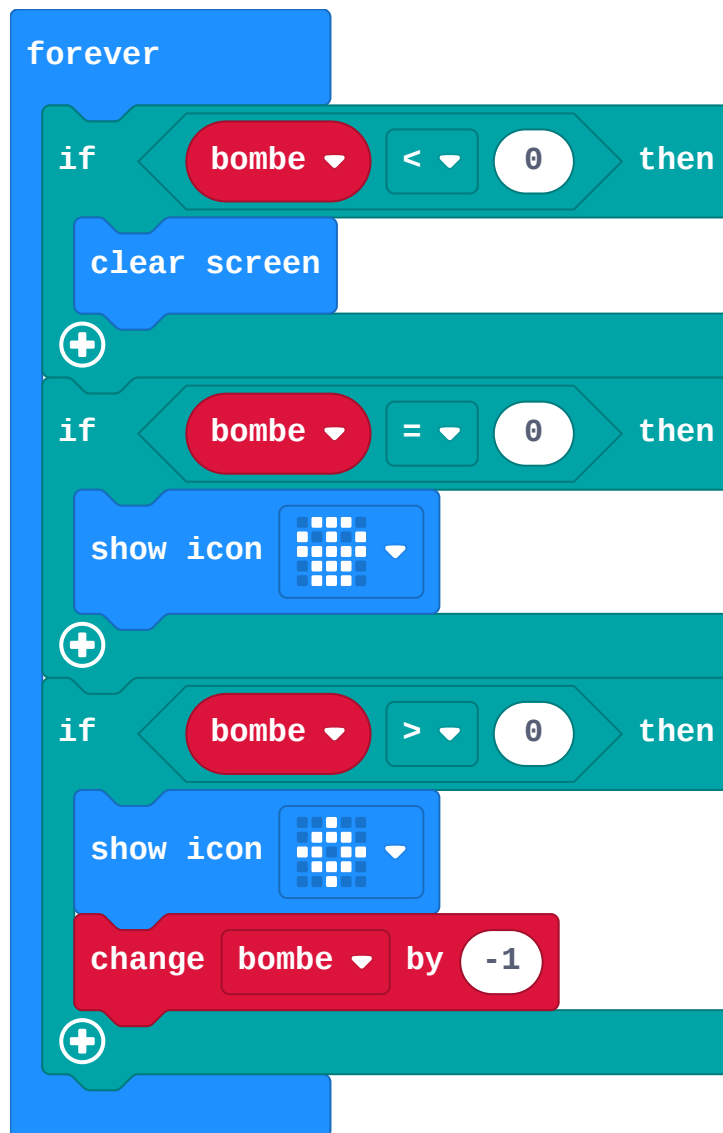 forever
if bombe < 0 then
clear screen
if bombe = 0 then
show icon
if bombe > 0 then
show icon
change bombe by -1